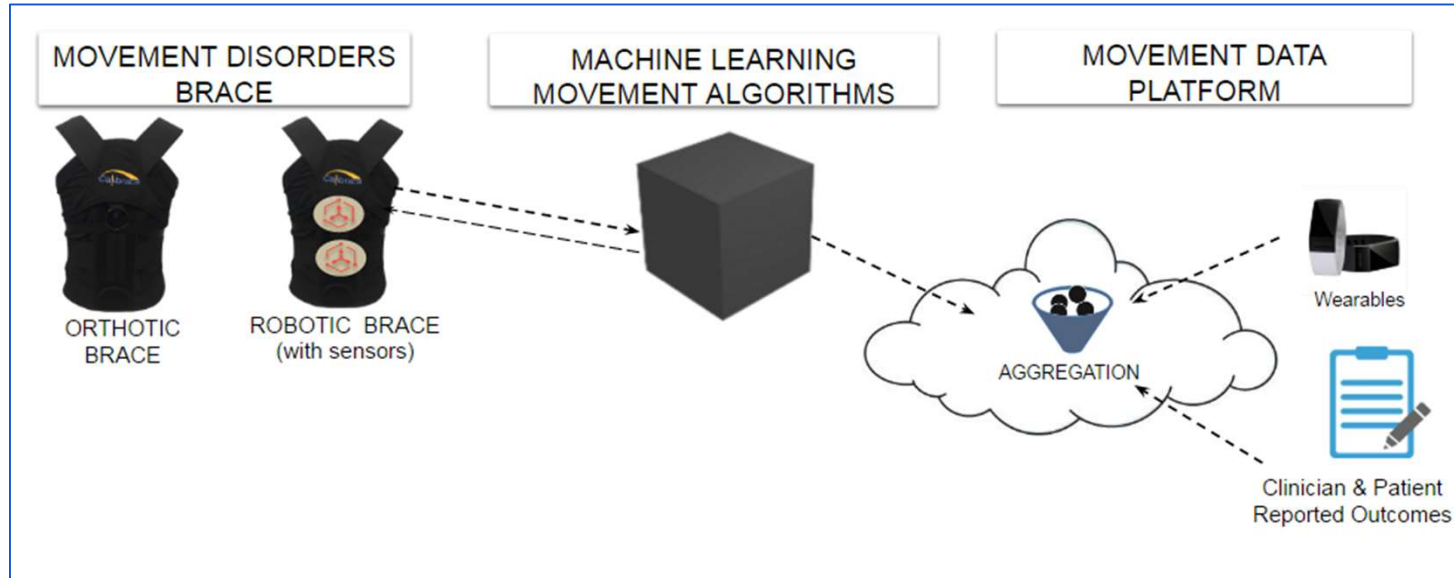 MOVEMENT DISORDERS
BRACE
MACHINE LEARNING
MOVEMENT ALGORITHMS
MOVEMENT DATA
PLATFORM
ORTHOTIC
BRACE
ROBOTIC BRACE
(with sensors)
AGGREGATION
Wearables
Clinician & Patient
Reported Outcomes